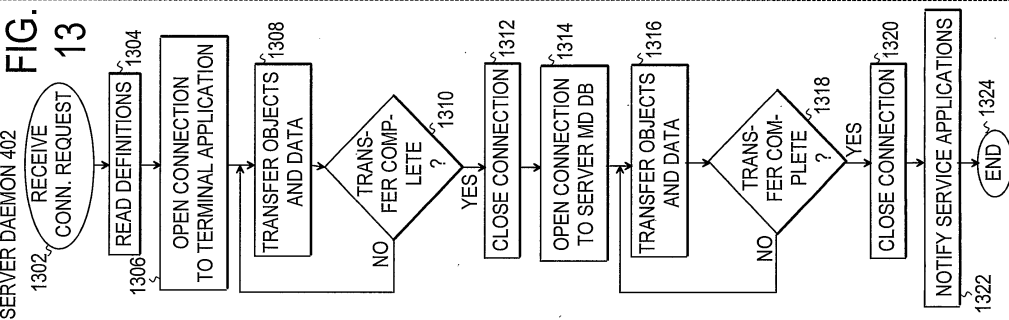 FIG.
13
SERVER DAEMON 402
RECEIVE
CONN. REQUEST
1302
READ DEFINITIONS
1304
OPEN CONNECTION
TO TERMINAL APPLICATION
1306
TRANSFER OBJECTS
AND DATA
1308
TRANS-
FER COMP-
LETE
?
1310
NO
YES
CLOSE CONNECTION
1312
OPEN CONNECTION
TO SERVER MD DB
1314
TRANSFER OBJECTS
AND DATA
1316
TRANS-
FER COM-
PLETE
?
1318
NO
YES
CLOSE CONNECTION
1320
NOTIFY SERVICE APPLICATIONS
1322
END
1324